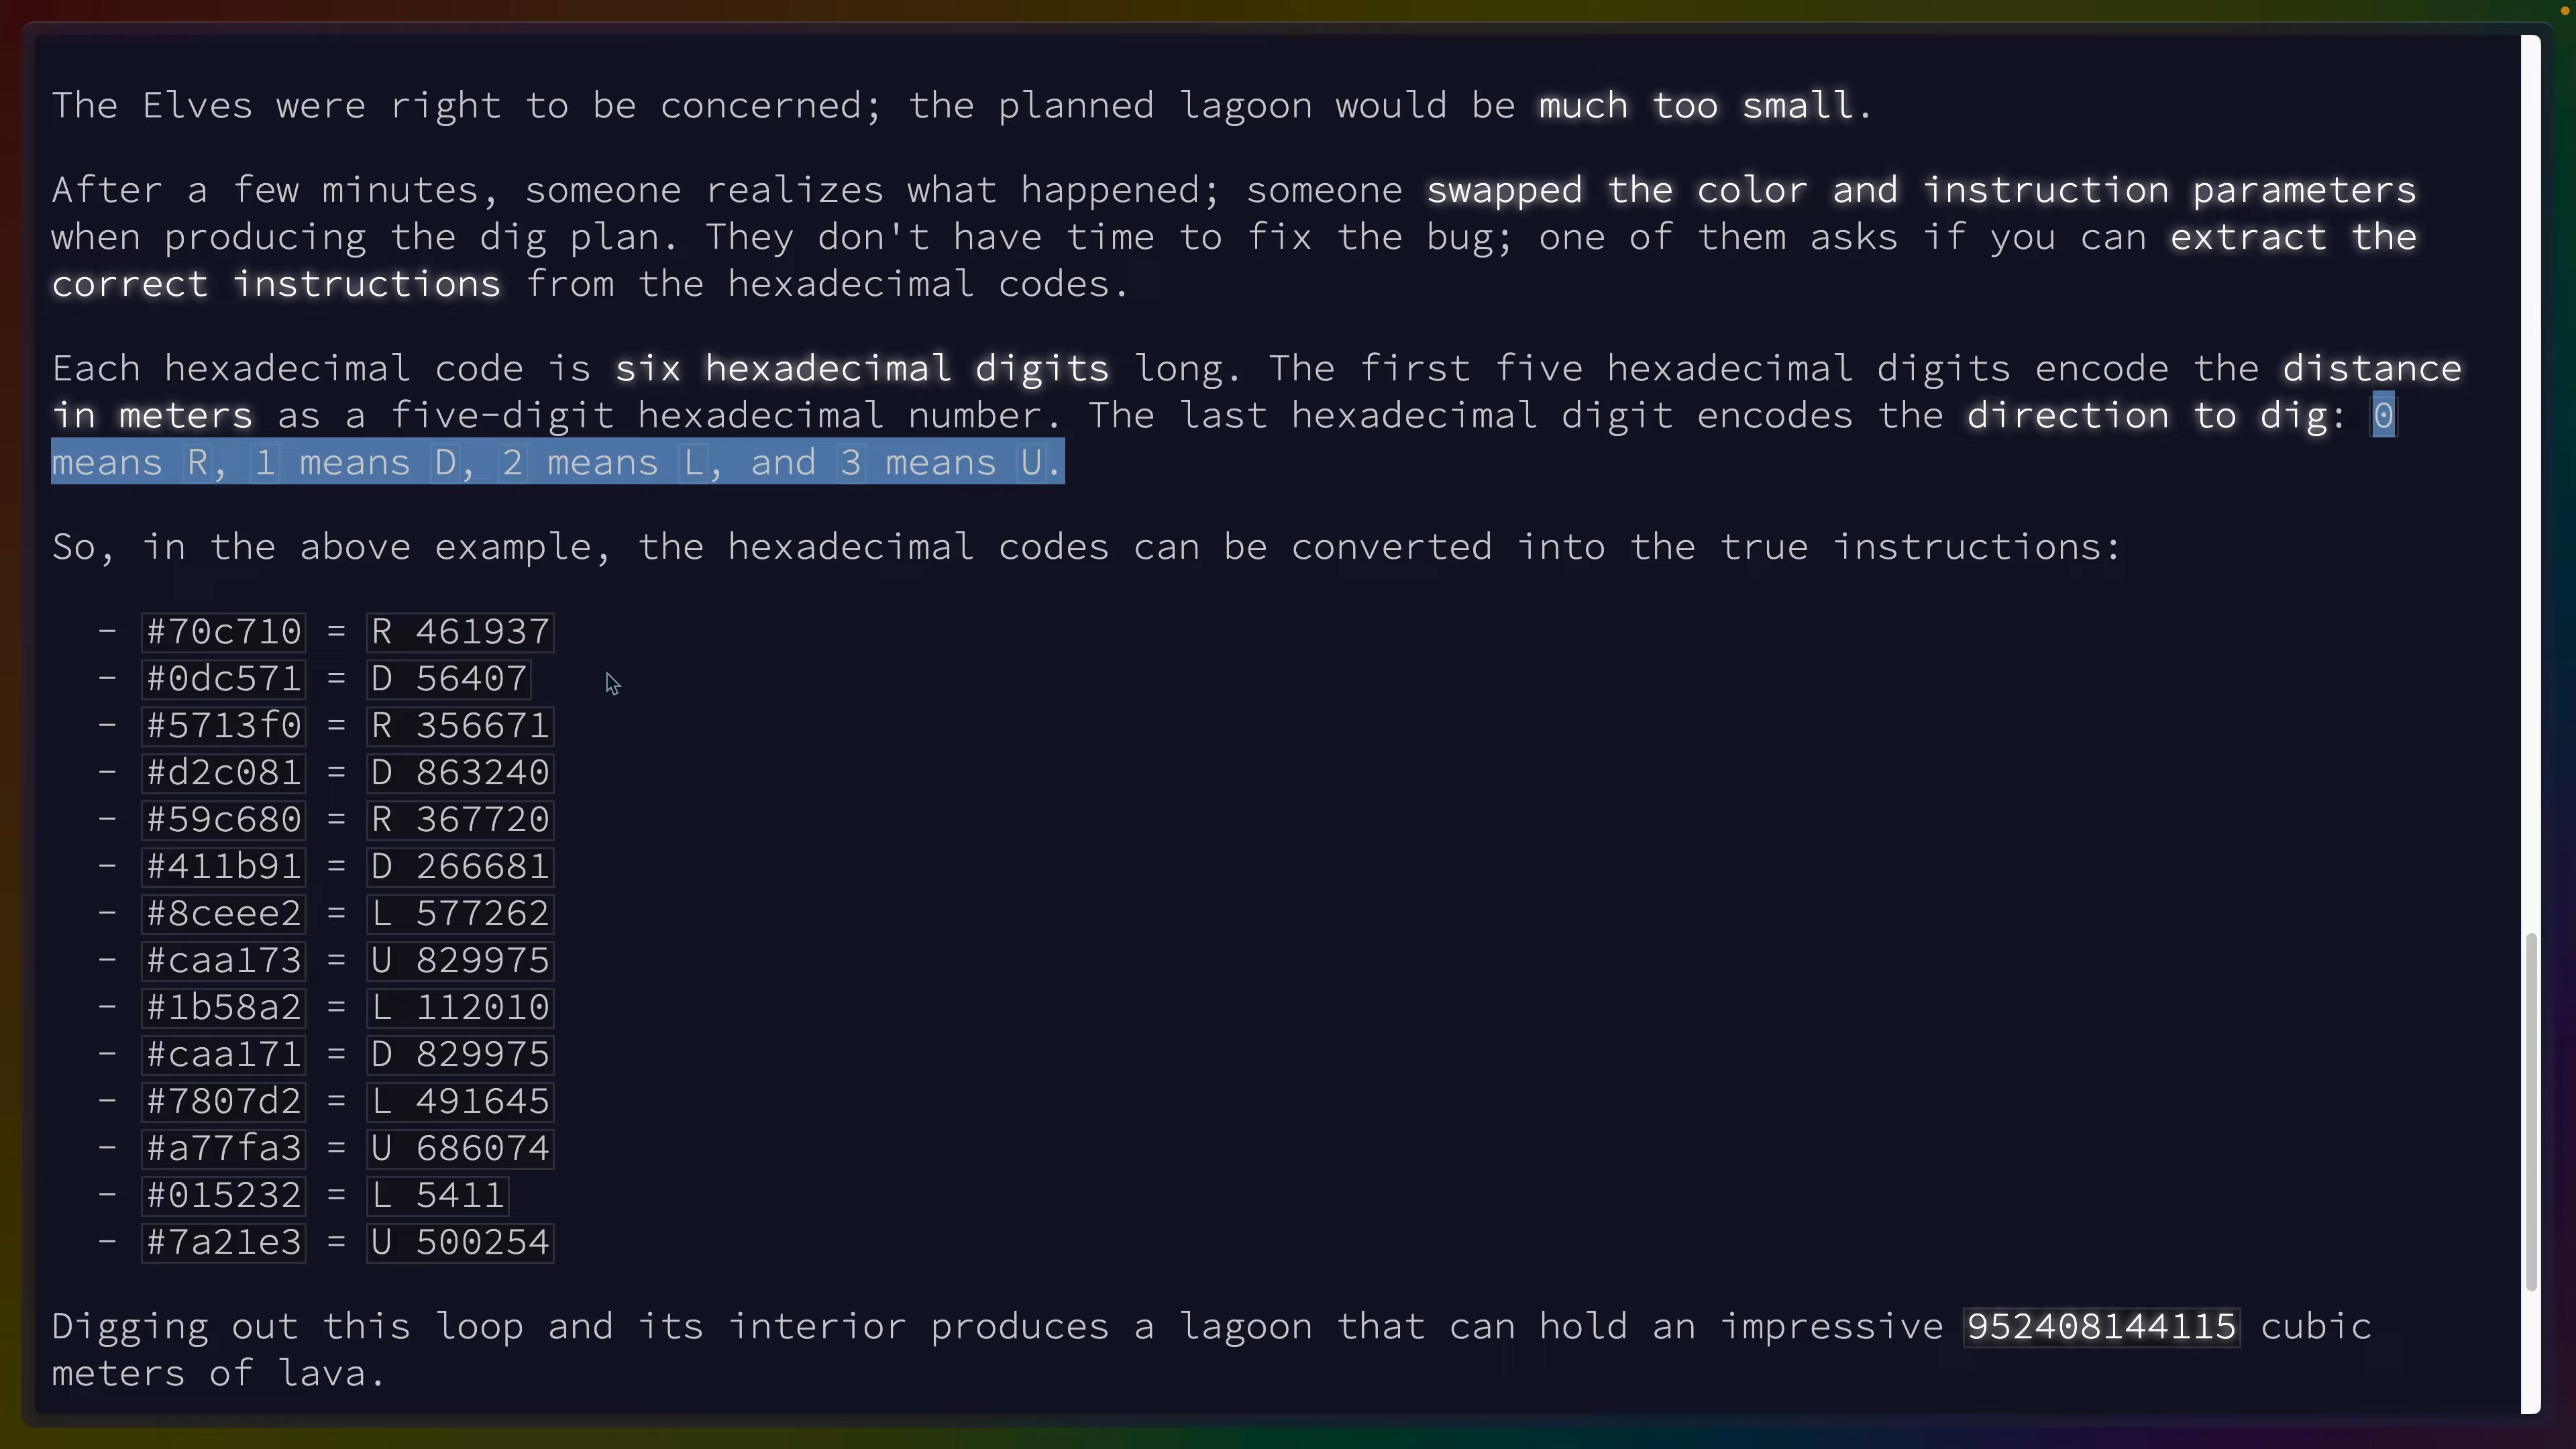 The Elves were right to be concerned; the planned lagoon would be much too small.
After a few minutes, someone realizes what happened; someone swapped the color and instruction parameters
when producing the dig plan. They don't have time to fix the bug; one of them asks if you can extract the
correct instructions from the hexadecimal codes.
Each hexadecimal code is six hexadecimal digits long. The first five hexadecimal digits encode the distance
in meters as a five-digit hexadecimal number. The last hexadecimal digit encodes the direction to dig: 0
means R, 1 means D, 2 means L, and 3 means U.
So, in the above example, the hexadecimal codes can be converted into the true instructions:
- #70c710 = R 461937
- #0dc571 = D 56407
- #5713f0 = R 356671
- #d2c081 = D 863240
- #59c680 = R 367720
- #411b91 = D 266681
- #8ceee2 = L 577262
- #caa173 = U 829975
- #1b58a2 = L 112010
- #caa171 = D 829975
- #7807d2 = L 491645
- #a77fa3 = U 686074
- #015232 = L 5411
- #7a21e3 = U 500254
Digging out this loop and its interior produces a lagoon that can hold an impressive 952408144115 cubic
meters of lava.